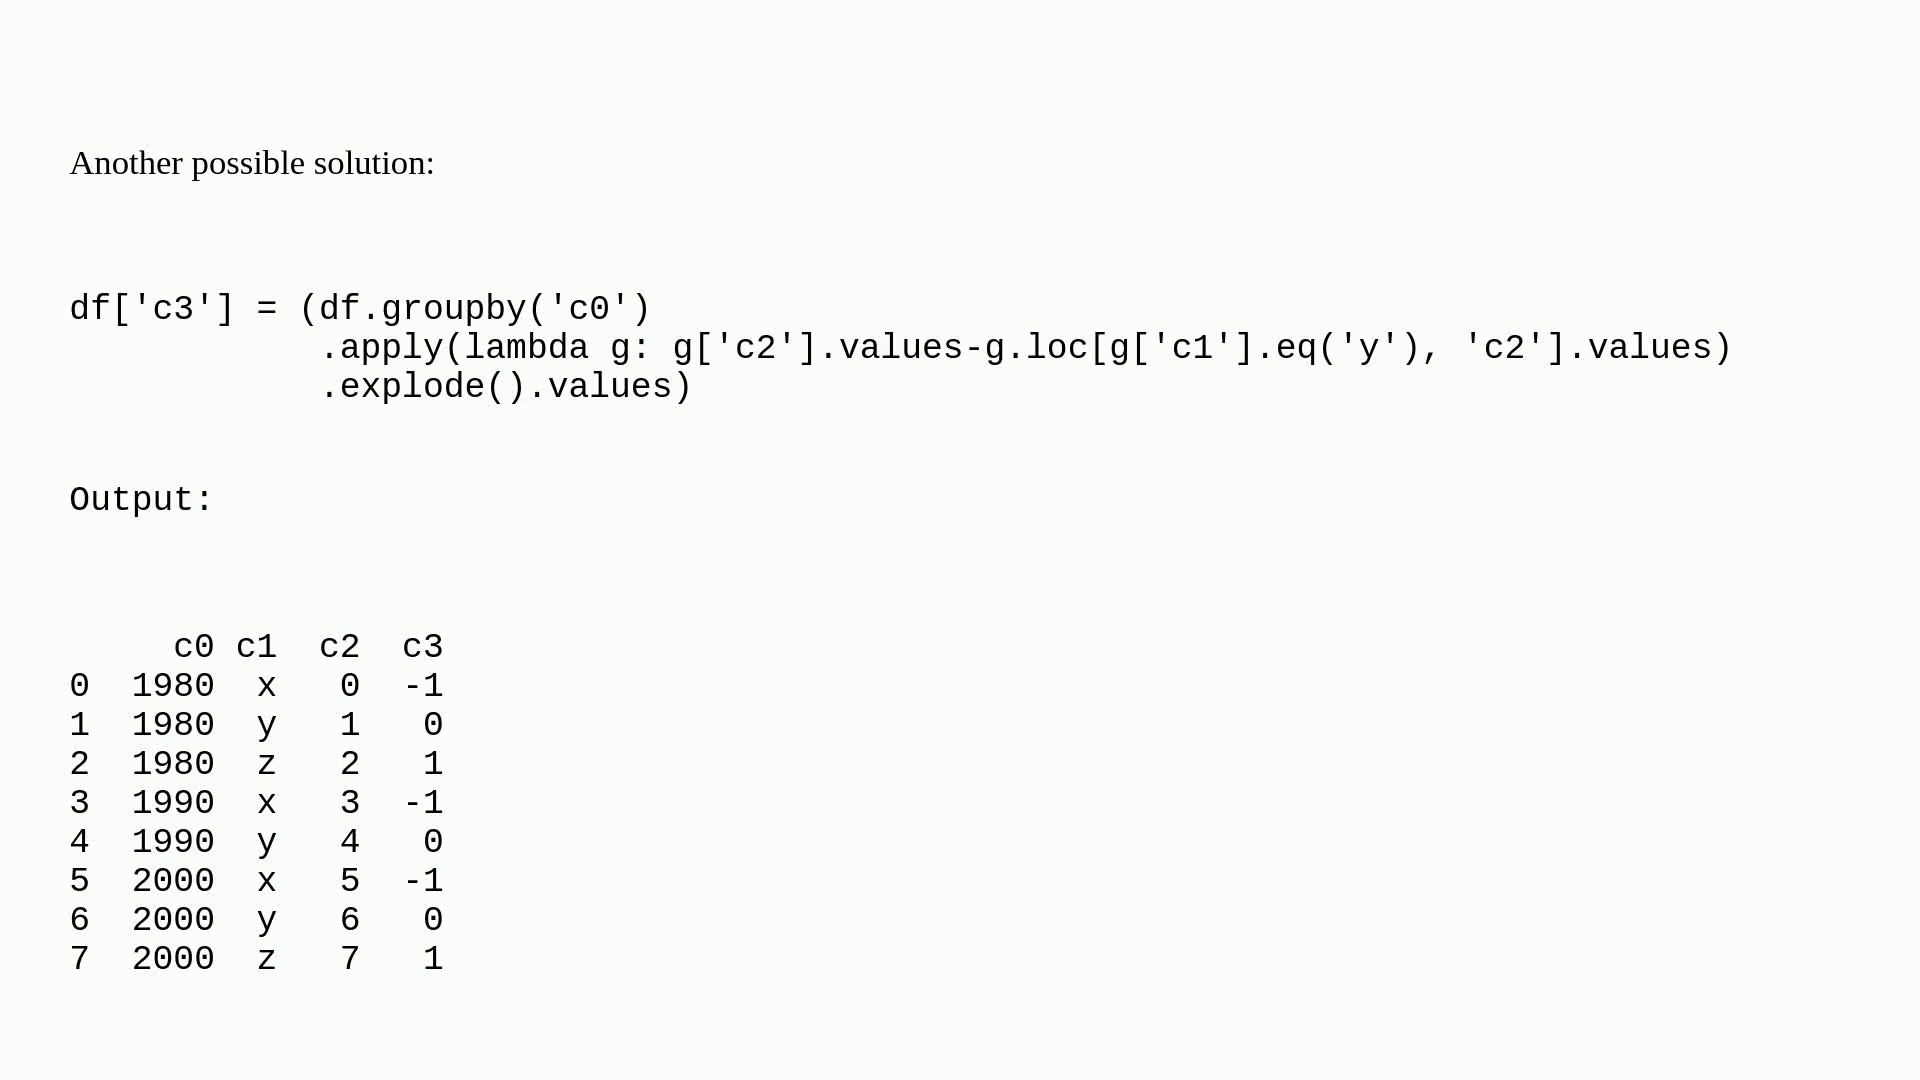 Another possible solution:
df['c3'] = (df.groupby('c0')
            .apply(lambda g: g['c2'].values-g.loc[g['c1'].eq('y'), 'c2'].values)
            .explode().values)
Output:
     c0 c1  c2  c3
0  1980  x   0  -1
1  1980  y   1   0
2  1980  z   2   1
3  1990  x   3  -1
4  1990  y   4   0
5  2000  x   5  -1
6  2000  y   6   0
7  2000  z   7   1